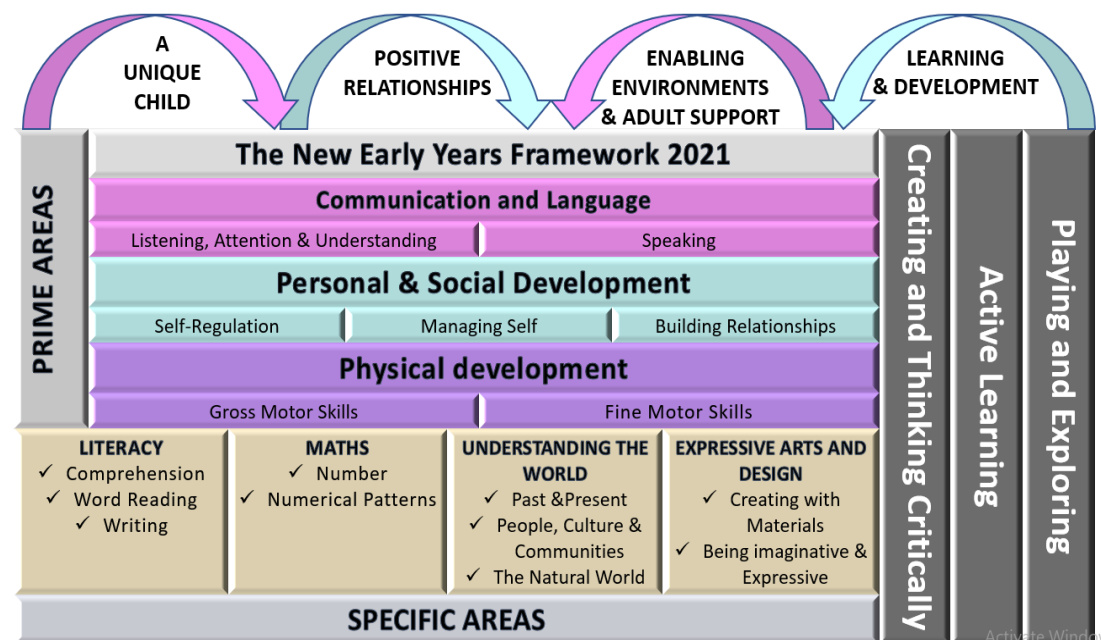 A
UNIQUE
CHILD
POSITIVE
RELATIONSHIPS
ENABLING
ENVIRONMENTS
& ADULT SUPPORT
LEARNING
& DEVELOPMENT
PRIME AREAS
The New Early Years Framework 2021
Communication and Language
Listening, Attention & Understanding
Speaking
Personal & Social Development
Self-Regulation
Managing Self
Building Relationships
Physical development
Gross Motor Skills
Fine Motor Skills
LITERACY
✓ Comprehension
✓ Word Reading
✓ Writing
MATHS
✓ Number
✓ Numerical Patterns
UNDERSTANDING THE
WORLD
✓ Past &Present
✓ People, Culture &
Communities
✓ The Natural World
EXPRESSIVE ARTS AND
DESIGN
✓ Creating with
Materials
✓ Being imaginative &
Expressive
SPECIFIC AREAS
Creating and Thinking Critically
Active Learning
Playing and Exploring
Activate